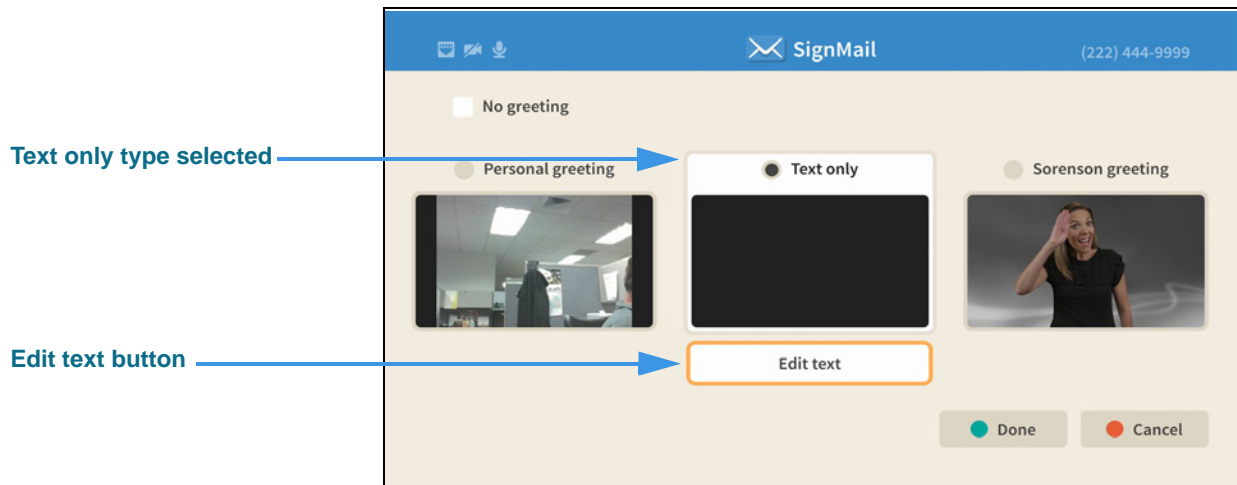 SignMail
(222) 444-9999
No greeting
Text only type selected
Personal greeting
Text only
Sorenson greeting
Edit text button
Edit text
Done
Cancel